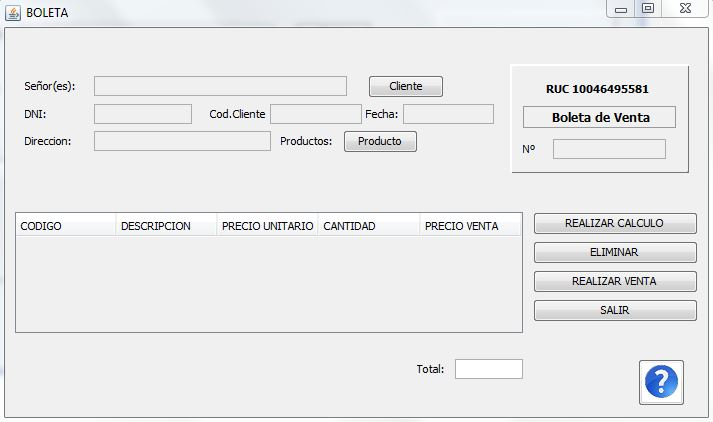 BOLETA
Señor(es): Cliente
RUC 10046495581
DNI: Cod.Cliente Fecha: Boleta de Venta
Direccion: Productos: Producto Nº
CODIGO DESCRIPCION PRECIO UNITARIO CANTIDAD PRECIO VENTA
REALIZAR CALCULO
ELIMINAR
REALIZAR VENTA
SALIR
Total: ?